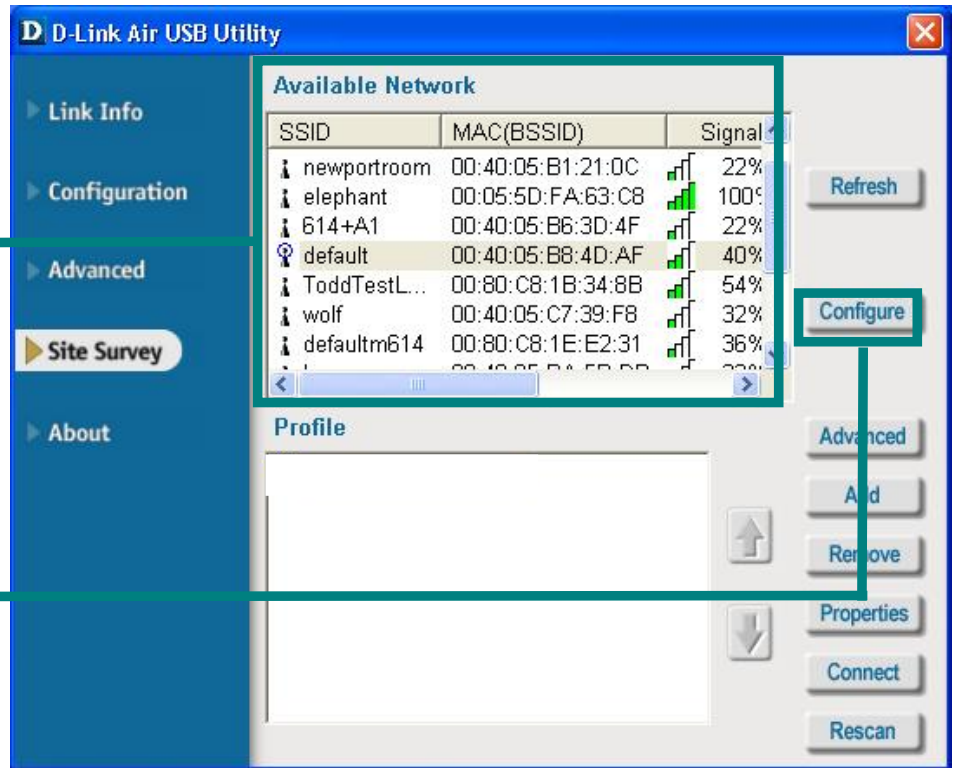 D D-Link Air USB Utility
Link Info
Configuration
Advanced
Site Survey
About
Available Network
SSID MAC(BSSID) Signal
newportroom 00:40:05:B1:21:0C 22%
elephant 00:05:5D:FA:63:C8 100%
614+A1 00:40:05:B6:3D:4F 22%
default 00:40:05:B8:4D:AF 40%
ToddTestL... 00:80:C8:1B:34:8B 54%
wolf 00:40:05:C7:39:F8 32%
defaultm614 00:80:C8:1E:E2:31 36%
Refresh
Configure
Profile
Advanced
Add
Remove
Properties
Connect
Rescan